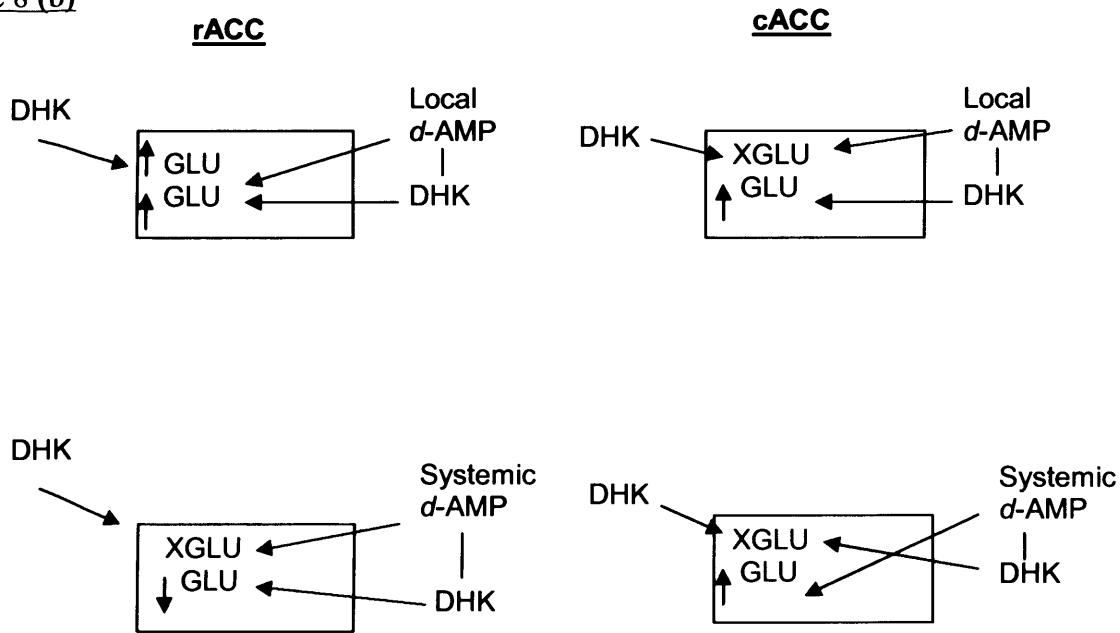 rACC
cACC
DHK
Local
d-AMP
GLU
GLU
DHK
DHK
Local
d-AMP
XGLU
GLU
DHK
DHK
Systemic
d-AMP
XGLU
GLU
DHK
DHK
Systemic
d-AMP
XGLU
GLU
DHK